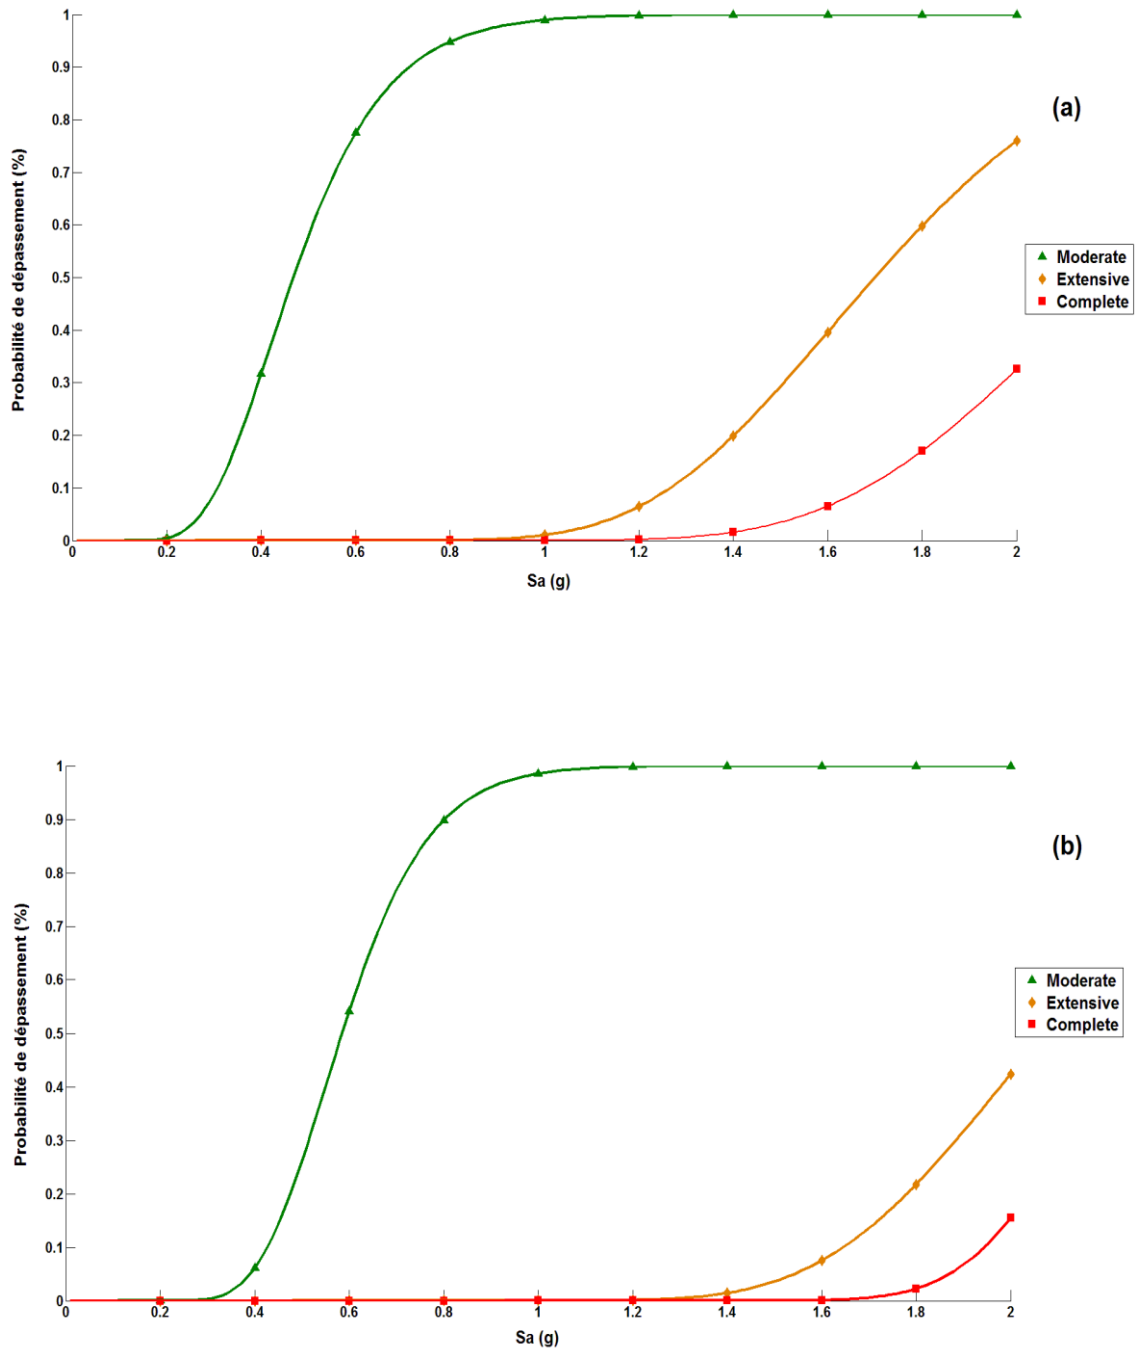 1
0.9
0.8
0.7
0.6
0.5
0.4
0.3
0.2
0.1
0
Probabilité de dépassement (%)
(a)
Moderate
Extensive
Complete
0 0.2 0.4 0.6 0.8 1 1.2 1.4 1.6 1.8 2
Sa (g)
1
0.9
0.8
0.7
0.6
0.5
0.4
0.3
0.2
0.1
0
Probabilité de dépassement (%)
(b)
Moderate
Extensive
Complete
0 0.2 0.4 0.6 0.8 1 1.2 1.4 1.6 1.8 2
Sa (g)